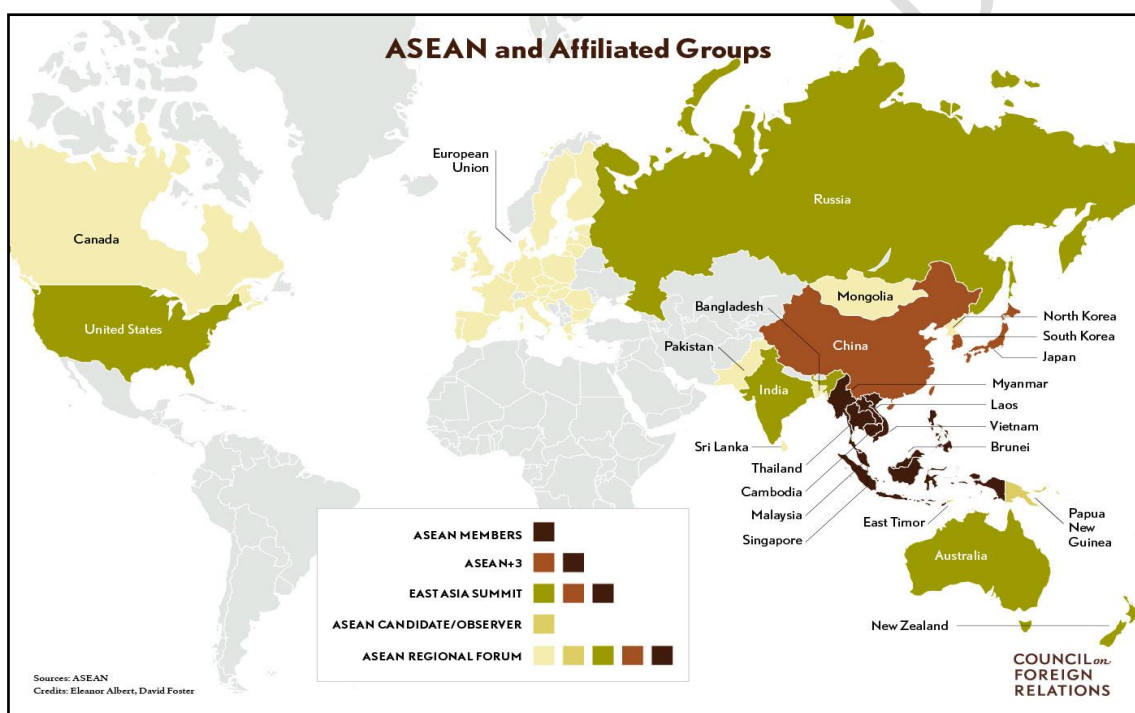 ASEAN and Affiliated Groups
European
Union
Russia
Canada
Mongolia
Bangladesh
North Korea
United States
South Korea
China
Pakistan
Japan
India
Myanmar
Laos
Vietnam
Sri Lanka
Brunei
Thailand
Cambodia
Malaysia
East Timor
Papua
New
Guinea
Singapore
Australia
New Zealand
ASEAN MEMBERS
ASEAN+3
EAST ASIA SUMMIT
ASEAN CANDIDATE/OBSERVER
ASEAN REGIONAL FORUM
Sources: ASEAN
Credits: Eleanor Albert, David Foster
COUNCIL on
FOREIGN
RELATIONS